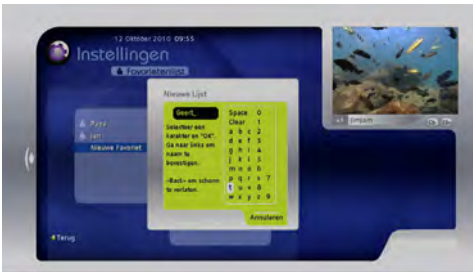 12 Oktober 2010 09:55
Instellingen
Favorietenlijst
Nieuwe Lijst
Geert_
Space 0
Clear 1
a b c 2
d e f 3
g h i 4
j k l 5
m n o 6
p q r s 7
t u v 8
w x y z 9
Selecteer een
karakter en "OK".
Ga naar links om
naam te
bevestigen.
«Back» om scherm
te verlaten.
Annuleren
Papa
Jan
Nieuwe Favoriet
Terug